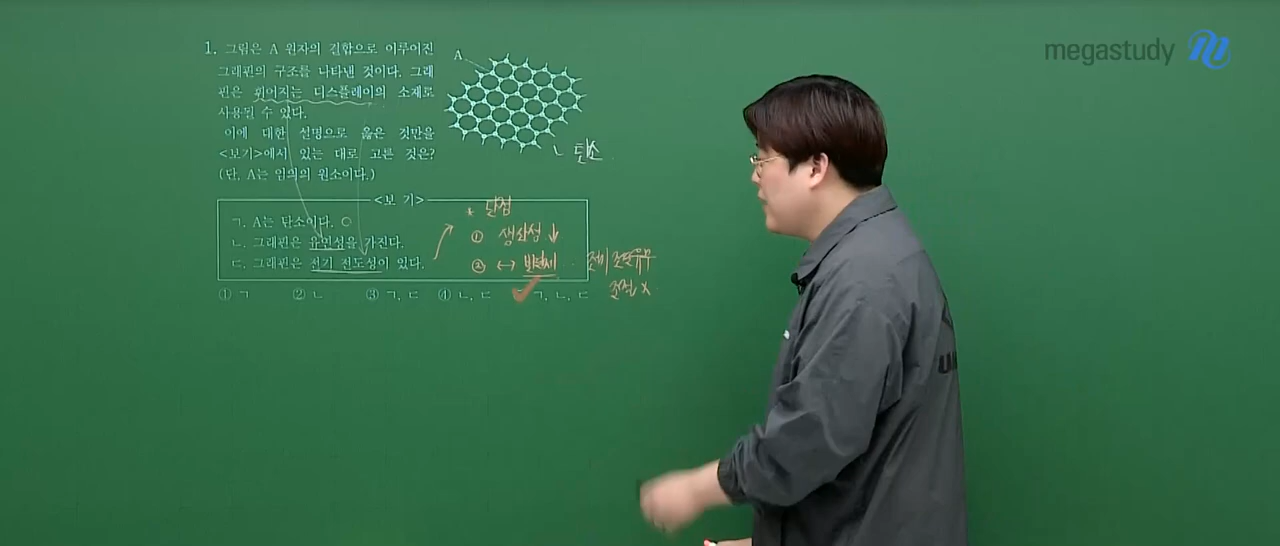 megastudy
1. 그림은 A 원자의 결합으로 이루어진
그래핀의 구조를 나타낸 것이다. 그래
핀은 휘어지는 디스플레이의 소재로
사용될 수 있다.
이에 대한 설명으로 옳은 것만을
<보기>에서 있는 대로 고른 것은?
(단, A는 임의의 원소이다.)
A
탄소
<보 기>
ㄱ. A는 탄소이다. ○
ㄴ. 그래핀은 유연성을 가진다.
ㄷ. 그래핀은 전기 전도성이 있다.
* 단점
① 생산성 ↓
② ↔ 반도체
조절 X
① ㄱ ② ㄴ ③ ㄱ, ㄷ ④ ㄴ, ㄷ ㄱ, ㄴ, ㄷ